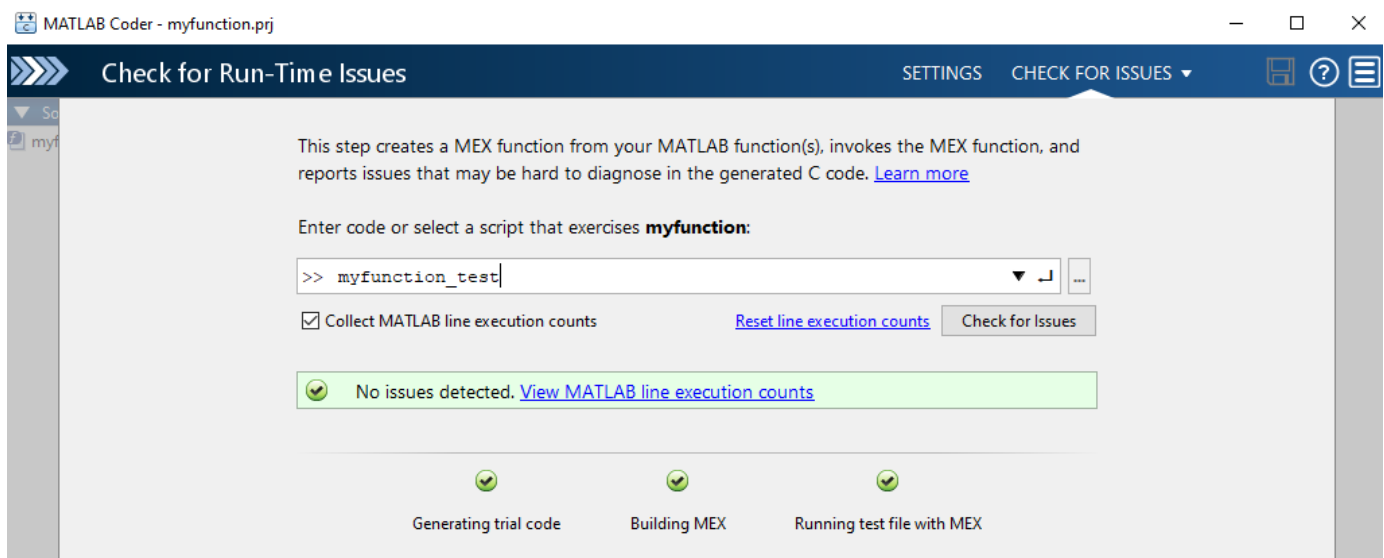 MATLAB Coder - myfunction.prj
Check for Run-Time Issues
SETTINGS
CHECK FOR ISSUES
This step creates a MEX function from your MATLAB function(s), invokes the MEX function, and
reports issues that may be hard to diagnose in the generated C code. Learn more
Enter code or select a script that exercises myfunction:
>> myfunction_test
...
Collect MATLAB line execution counts
Reset line execution counts
Check for Issues
No issues detected. View MATLAB line execution counts
Generating trial code
Building MEX
Running test file with MEX